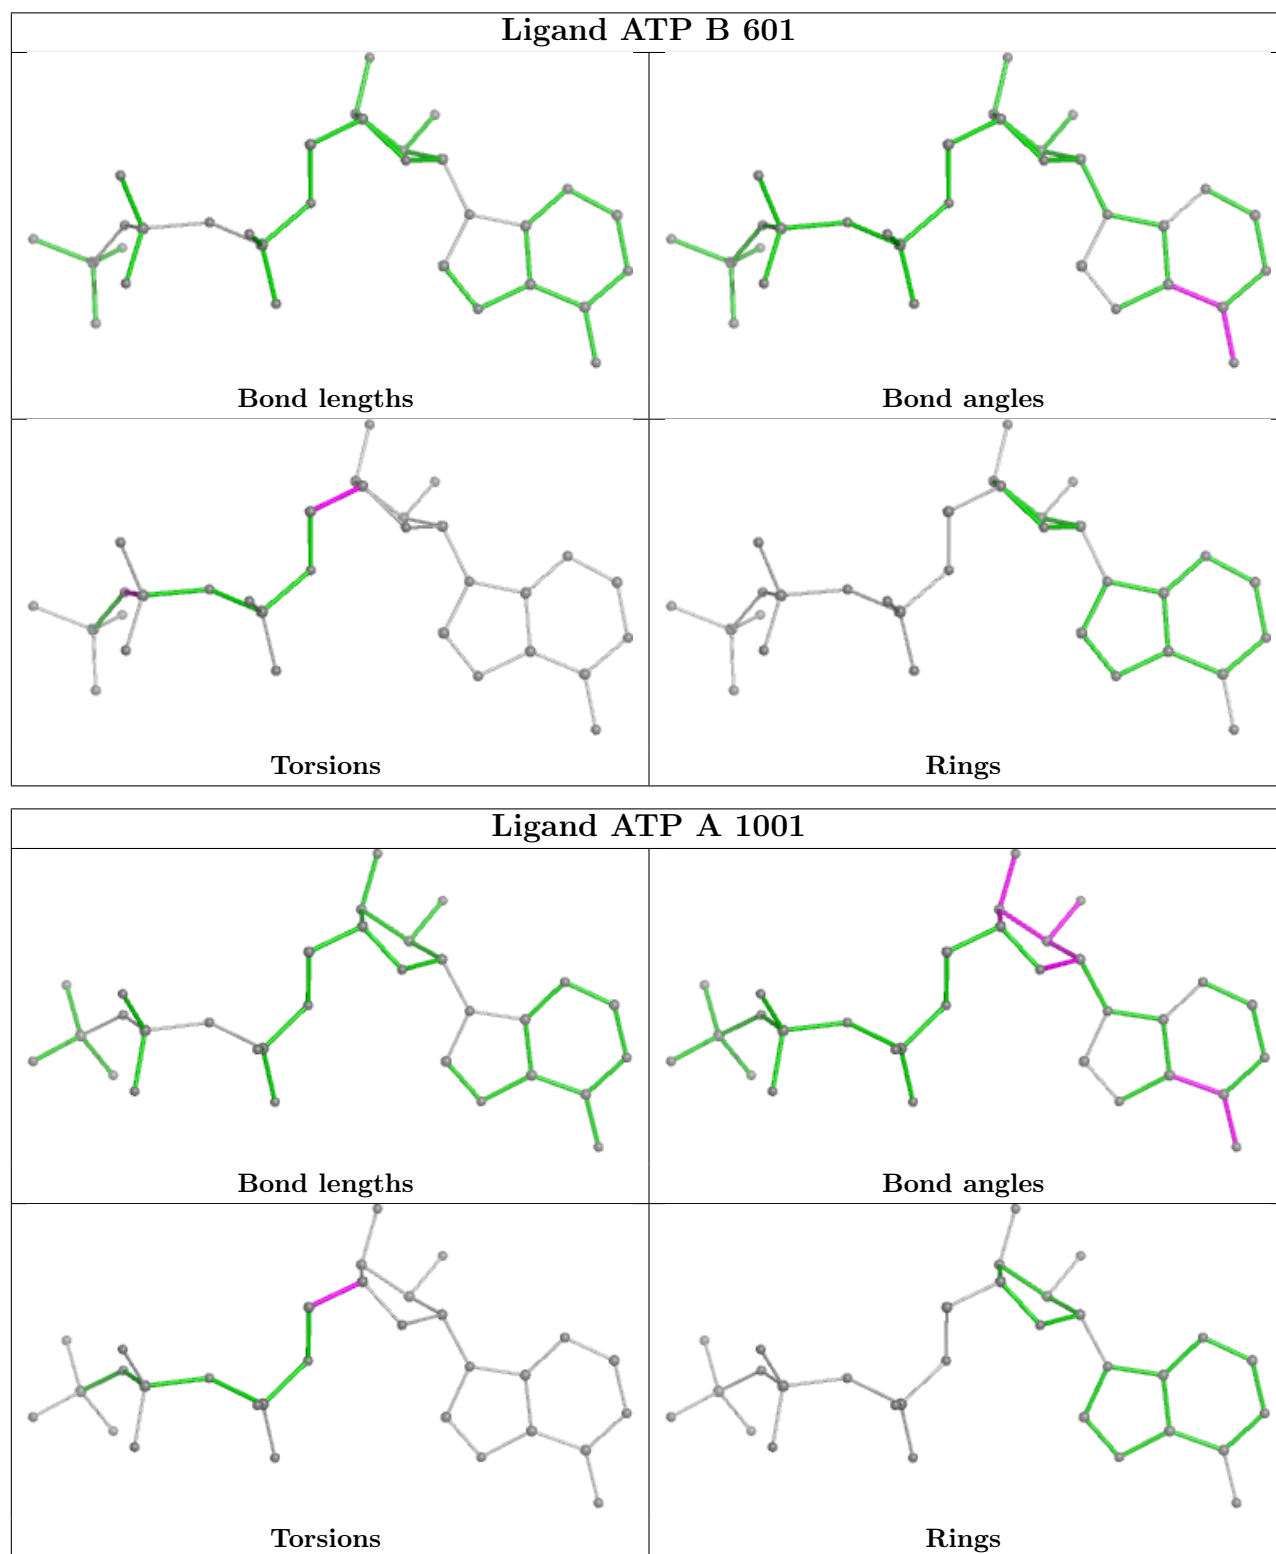 Ligand ATP B 601
Bond lengths
Bond angles
Torsions
Rings
Ligand ATP A 1001
Bond lengths
Bond angles
Torsions
Rings